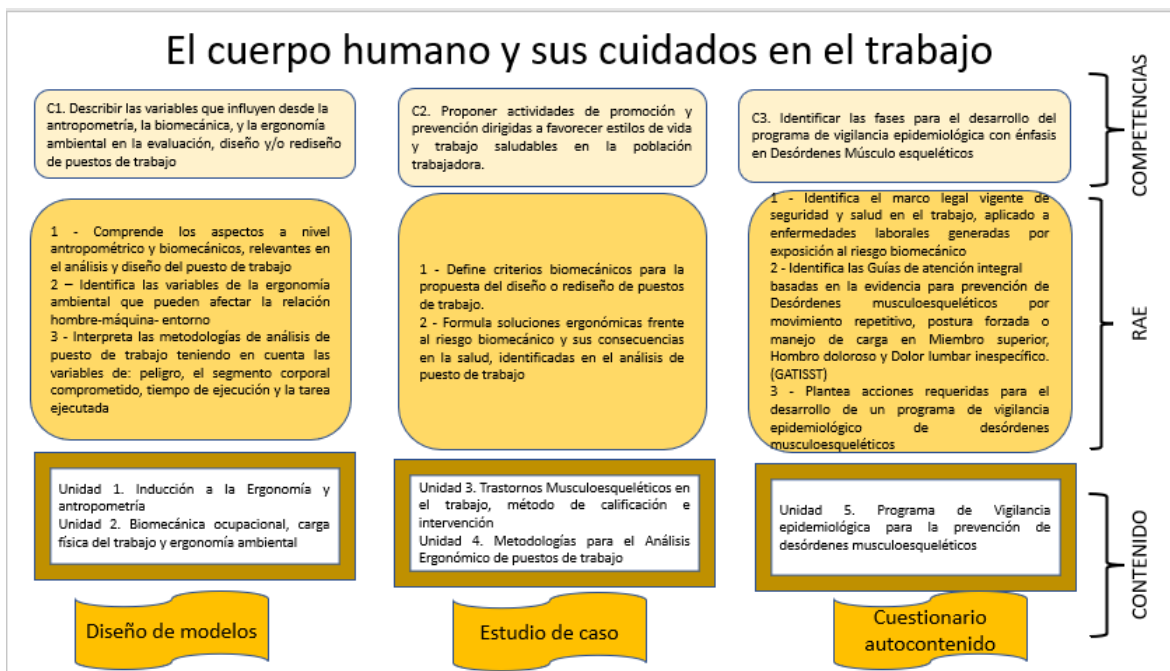 El cuerpo humano y sus cuidados en el trabajo
C1. Describir las variables que influyen desde la
antropometría, la biomecánica, y la ergonomía
ambiental en la evaluación, diseño y/o rediseño
de puestos de trabajo
C2. Proponer actividades de promoción y
prevención dirigidas a favorecer estilos de vida
y trabajo saludables en la población
trabajadora.
C3. Identificar las fases para el desarrollo del
programa de vigilancia epidemiológica con énfasis
en Desórdenes Músculo esqueléticos
COMPETENCIAS
1 - Comprende los aspectos a nivel
antropométrico y biomecánicos, relevantes en
el análisis y diseño del puesto de trabajo
2 – Identifica las variables de la ergonomía
ambiental que pueden afectar la relación
hombre-máquina- entorno
3 - Interpreta las metodologías de análisis de
puesto de trabajo teniendo en cuenta las
variables de: peligro, el segmento corporal
comprometido, tiempo de ejecución y la tarea
ejecutada
1 - Define criterios biomecánicos para la
propuesta del diseño o rediseño de puestos
de trabajo.
2 - Formula soluciones ergonómicas frente
al riesgo biomecánico y sus consecuencias
en la salud, identificadas en el análisis de
puesto de trabajo
1 - Identifica el marco legal vigente de
seguridad y salud en el trabajo, aplicado a
enfermedades laborales generadas por
exposición al riesgo biomecánico
2 - Identifica las Guías de atención integral
basadas en la evidencia para prevención de
Desórdenes musculoesqueléticos por
movimiento repetitivo, postura forzada o
manejo de carga en Miembro superior,
Hombro doloroso y Dolor lumbar inespecífico.
(GATISST)
3 - Plantea acciones requeridas para el
desarrollo de un programa de vigilancia
epidemiológico de desórdenes
musculoesqueléticos
RAE
Unidad 1. Inducción a la Ergonomía y
antropometría
Unidad 2. Biomecánica ocupacional, carga
física del trabajo y ergonomía ambiental
Unidad 3. Trastornos Musculoesqueléticos en
el trabajo, método de calificación e
intervención
Unidad 4. Metodologías para el Análisis
Ergonómico de puestos de trabajo
Unidad 5. Programa de Vigilancia
epidemiológica para la prevención de
desórdenes musculoesqueléticos
CONTENIDO
Diseño de modelos
Estudio de caso
Cuestionario
autocontenido